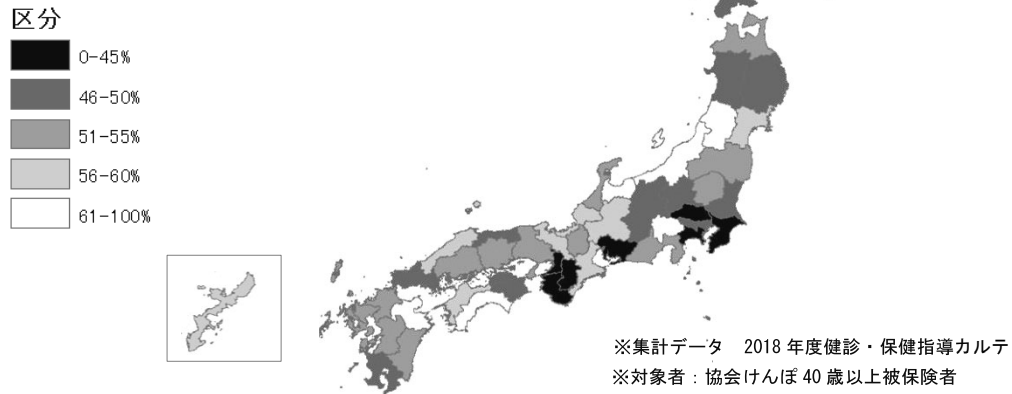 区分
0-45%
46-50%
51-55%
56-60%
61-100%
※集計データ　2018 年度健診・保健指導カルテ
※対象者：協会けんぽ 40 歳以上被保険者